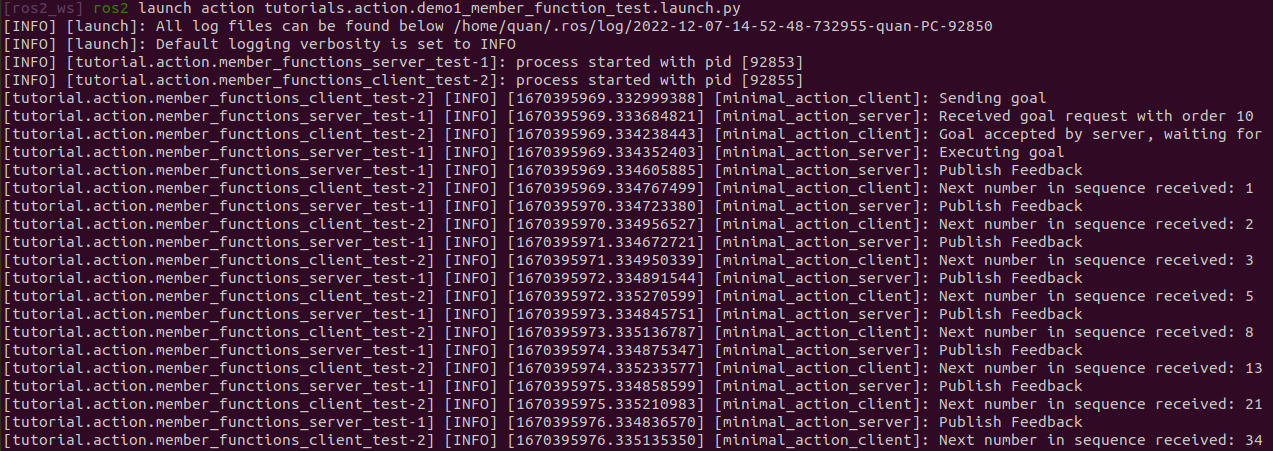 [ros2_ws] ros2 launch action tutorials.action.demo1_member_function_test.launch.py
[INFO] [launch]: All log files can be found below /home/quan/.ros/log/2022-12-07-14-52-48-732955-quan-PC-92850
[INFO] [launch]: Default logging verbosity is set to INFO
[INFO] [tutorial.action.member_functions_server_test-1]: process started with pid [92853]
[INFO] [tutorial.action.member_functions_client_test-2]: process started with pid [92855]
[tutorial.action.member_functions_client_test-2] [INFO] [1670395969.332999388] [minimal_action_client]: Sending goal
[tutorial.action.member_functions_server_test-1] [INFO] [1670395969.333684821] [minimal_action_server]: Received goal request with order 10
[tutorial.action.member_functions_client_test-2] [INFO] [1670395969.334238443] [minimal_action_client]: Goal accepted by server, waiting for
[tutorial.action.member_functions_server_test-1] [INFO] [1670395969.334352403] [minimal_action_server]: Executing goal
[tutorial.action.member_functions_server_test-1] [INFO] [1670395969.334605885] [minimal_action_server]: Publish Feedback
[tutorial.action.member_functions_client_test-2] [INFO] [1670395969.334767499] [minimal_action_client]: Next number in sequence received: 1
[tutorial.action.member_functions_server_test-1] [INFO] [1670395970.334723380] [minimal_action_server]: Publish Feedback
[tutorial.action.member_functions_client_test-2] [INFO] [1670395970.334956527] [minimal_action_client]: Next number in sequence received: 2
[tutorial.action.member_functions_server_test-1] [INFO] [1670395971.334672721] [minimal_action_server]: Publish Feedback
[tutorial.action.member_functions_client_test-2] [INFO] [1670395971.334950339] [minimal_action_client]: Next number in sequence received: 3
[tutorial.action.member_functions_server_test-1] [INFO] [1670395972.334891544] [minimal_action_server]: Publish Feedback
[tutorial.action.member_functions_client_test-2] [INFO] [1670395972.335270599] [minimal_action_client]: Next number in sequence received: 5
[tutorial.action.member_functions_server_test-1] [INFO] [1670395973.334845751] [minimal_action_server]: Publish Feedback
[tutorial.action.member_functions_client_test-2] [INFO] [1670395973.335136787] [minimal_action_client]: Next number in sequence received: 8
[tutorial.action.member_functions_server_test-1] [INFO] [1670395974.334875347] [minimal_action_server]: Publish Feedback
[tutorial.action.member_functions_client_test-2] [INFO] [1670395974.335233577] [minimal_action_client]: Next number in sequence received: 13
[tutorial.action.member_functions_server_test-1] [INFO] [1670395975.334858599] [minimal_action_server]: Publish Feedback
[tutorial.action.member_functions_client_test-2] [INFO] [1670395975.335210983] [minimal_action_client]: Next number in sequence received: 21
[tutorial.action.member_functions_server_test-1] [INFO] [1670395976.334836570] [minimal_action_server]: Publish Feedback
[tutorial.action.member_functions_client_test-2] [INFO] [1670395976.335135350] [minimal_action_client]: Next number in sequence received: 34